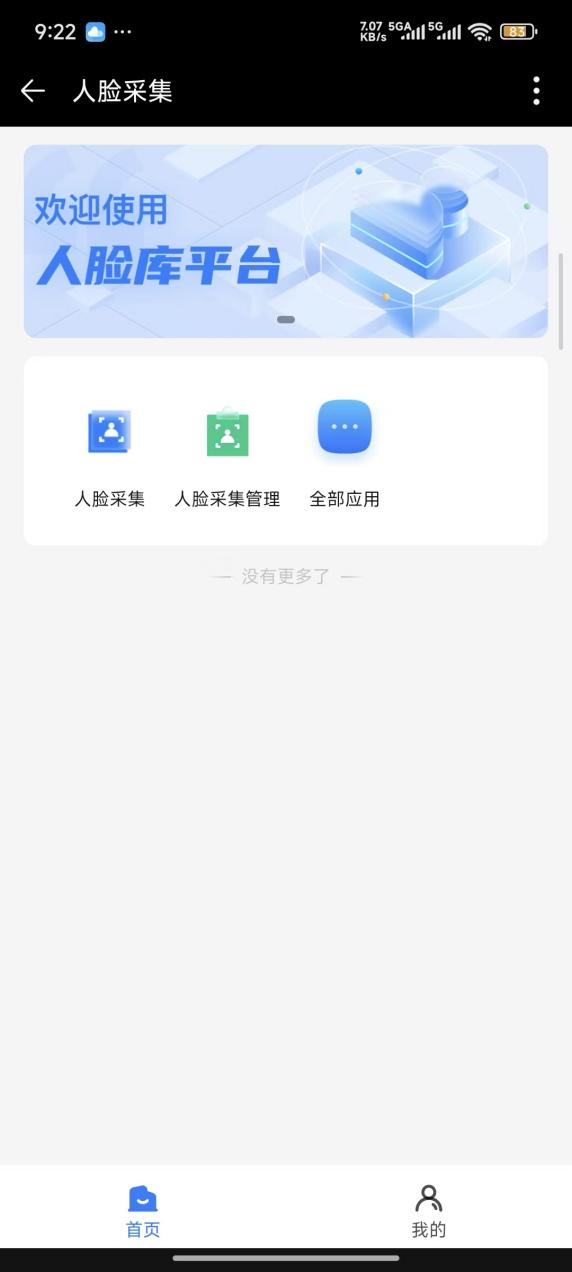 9:22 ··· 7.07 KB/s 5GA 5G 83
人脸采集
欢迎使用
人脸库平台
人脸采集 人脸采集管理 全部应用
没有更多了
首页 我的